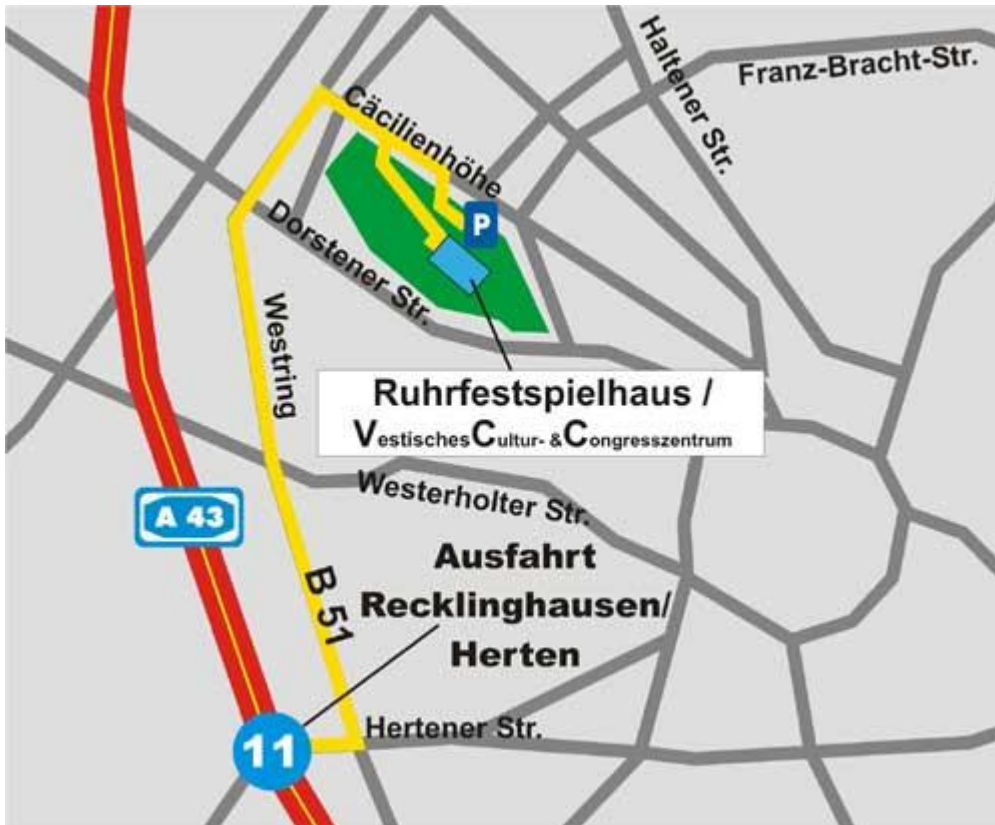 Haltener Str.
Franz-Bracht-Str.
Cäcilienhöhe
P
Dorstener Str.
Westring
Ruhrfestspielhaus /
VestischesCultur- &Congresszentrum
Westerholter Str.
A 43
Ausfahrt
Recklinghausen/
Herten
B 51
Hertener Str.
11